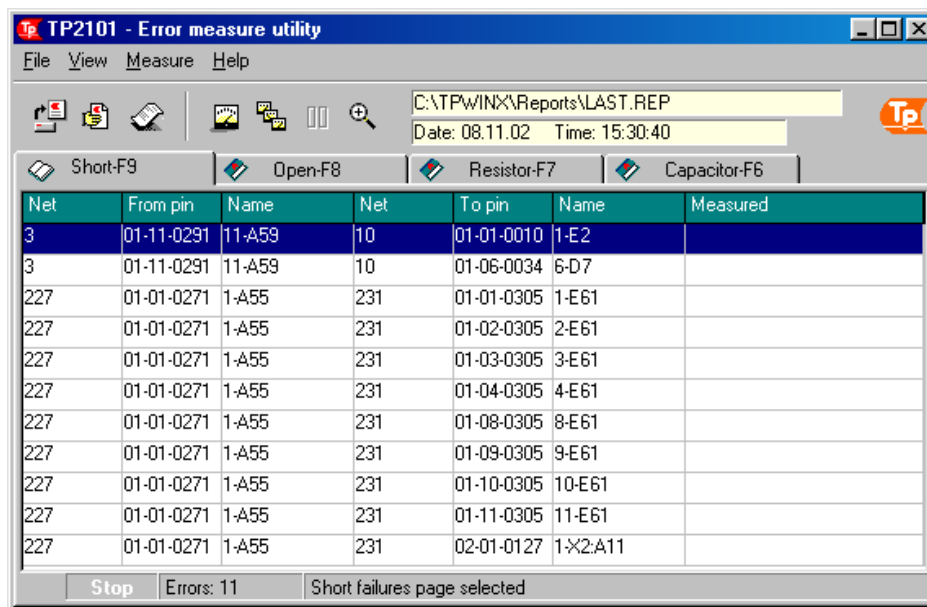 Tp TP2101 - Error measure utility
File View Measure Help
C:\TPWINX\Reports\LAST.REP
Date: 08.11.02 Time: 15:30:40
Tp
Short-F9 Open-F8 Resistor-F7 Capacitor-F6
Net From pin Name Net To pin Name Measured
3 01-11-0291 11-A59 10 01-01-0010 1-E2
3 01-11-0291 11-A59 10 01-06-0034 6-D7
227 01-01-0271 1-A55 231 01-01-0305 1-E61
227 01-01-0271 1-A55 231 01-02-0305 2-E61
227 01-01-0271 1-A55 231 01-03-0305 3-E61
227 01-01-0271 1-A55 231 01-04-0305 4-E61
227 01-01-0271 1-A55 231 01-08-0305 8-E61
227 01-01-0271 1-A55 231 01-09-0305 9-E61
227 01-01-0271 1-A55 231 01-10-0305 10-E61
227 01-01-0271 1-A55 231 01-11-0305 11-E61
227 01-01-0271 1-A55 231 02-01-0127 1-X2:A11
Stop Errors: 11 Short failures page selected